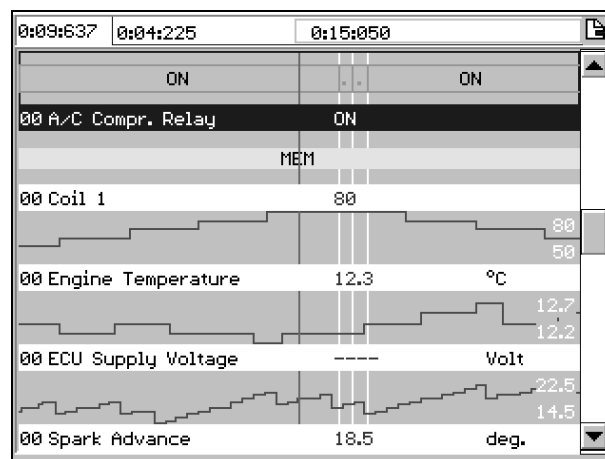 0:09:637 0:04:225 0:15:050
ON . . ON
00 A/C Compr. Relay ON
MEM
00 Coil 1 80
80
50
00 Engine Temperature 12.3 °C
12.7
12.2
00 ECU Supply Voltage ---- Volt
22.5
14.5
00 Spark Advance 18.5 deg.